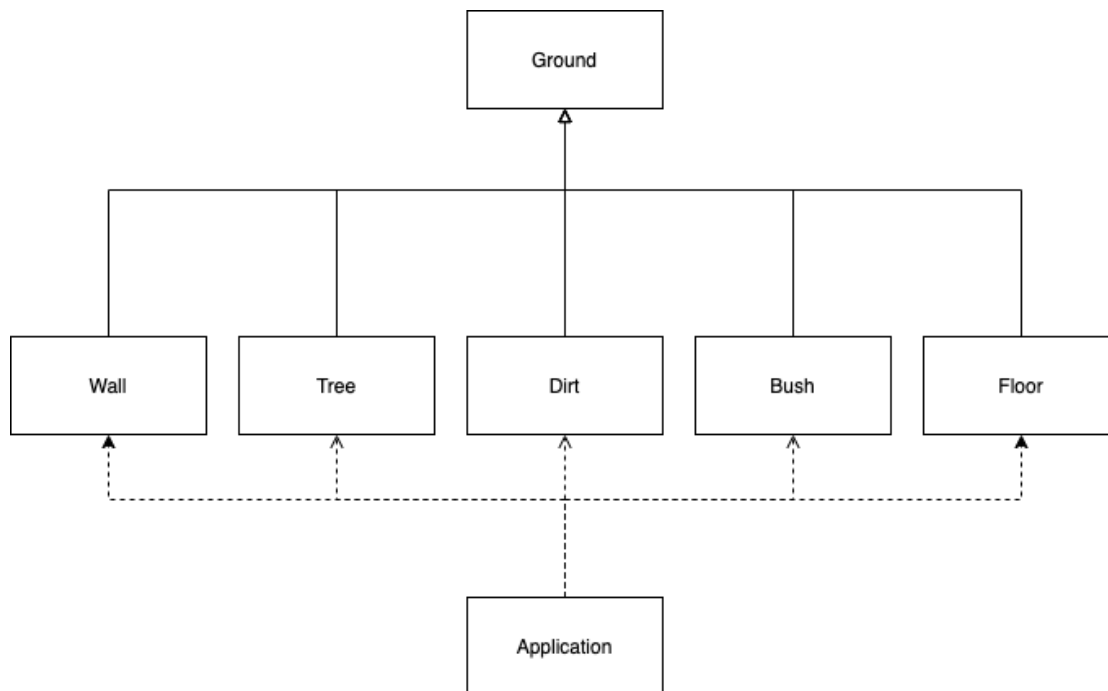 Ground
Wall
Tree
Dirt
Bush
Floor
Application